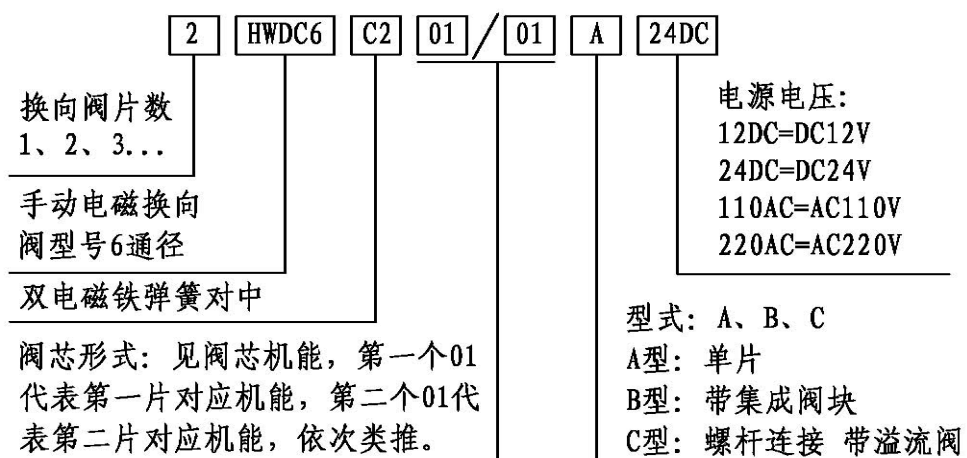 2 HWDC6 C2 01/01 A 24DC
换向阀片数
1、2、3...
手动电磁换向
阀型号6通径
双电磁铁弹簧对中
阀芯形式: 见阀芯机能, 第一个01
代表第一片对应机能, 第二个01代
表第二片对应机能, 依次类推。
电源电压:
12DC=DC12V
24DC=DC24V
110AC=AC110V
220AC=AC220V
型式: A、B、C
A型: 单片
B型: 带集成阀块
C型: 螺杆连接 带溢流阀